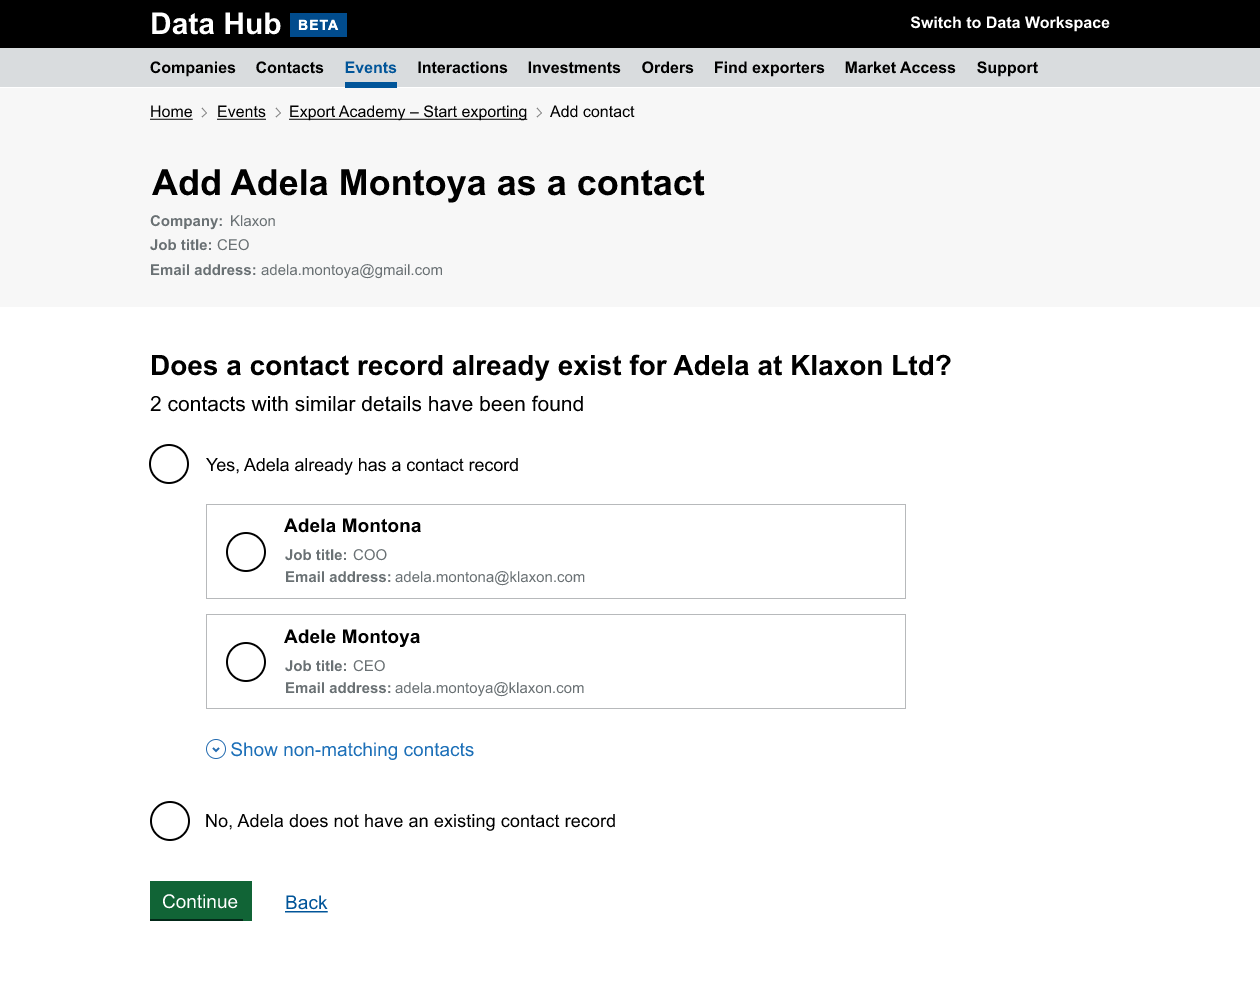 Data Hub BETA Switch to Data Workspace
Companies Contacts Events Interactions Investments Orders Find exporters Market Access Support
Home > Events > Export Academy – Start exporting > Add contact
Add Adela Montoya as a contact
Company: Klaxon
Job title: CEO
Email address: adela.montoya@gmail.com
Does a contact record already exist for Adela at Klaxon Ltd?
2 contacts with similar details have been found
Yes, Adela already has a contact record
Adela Montona
Job title: COO
Email address: adela.montona@klaxon.com
Adele Montoya
Job title: CEO
Email address: adela.montoya@klaxon.com
Show non-matching contacts
No, Adela does not have an existing contact record
Continue Back